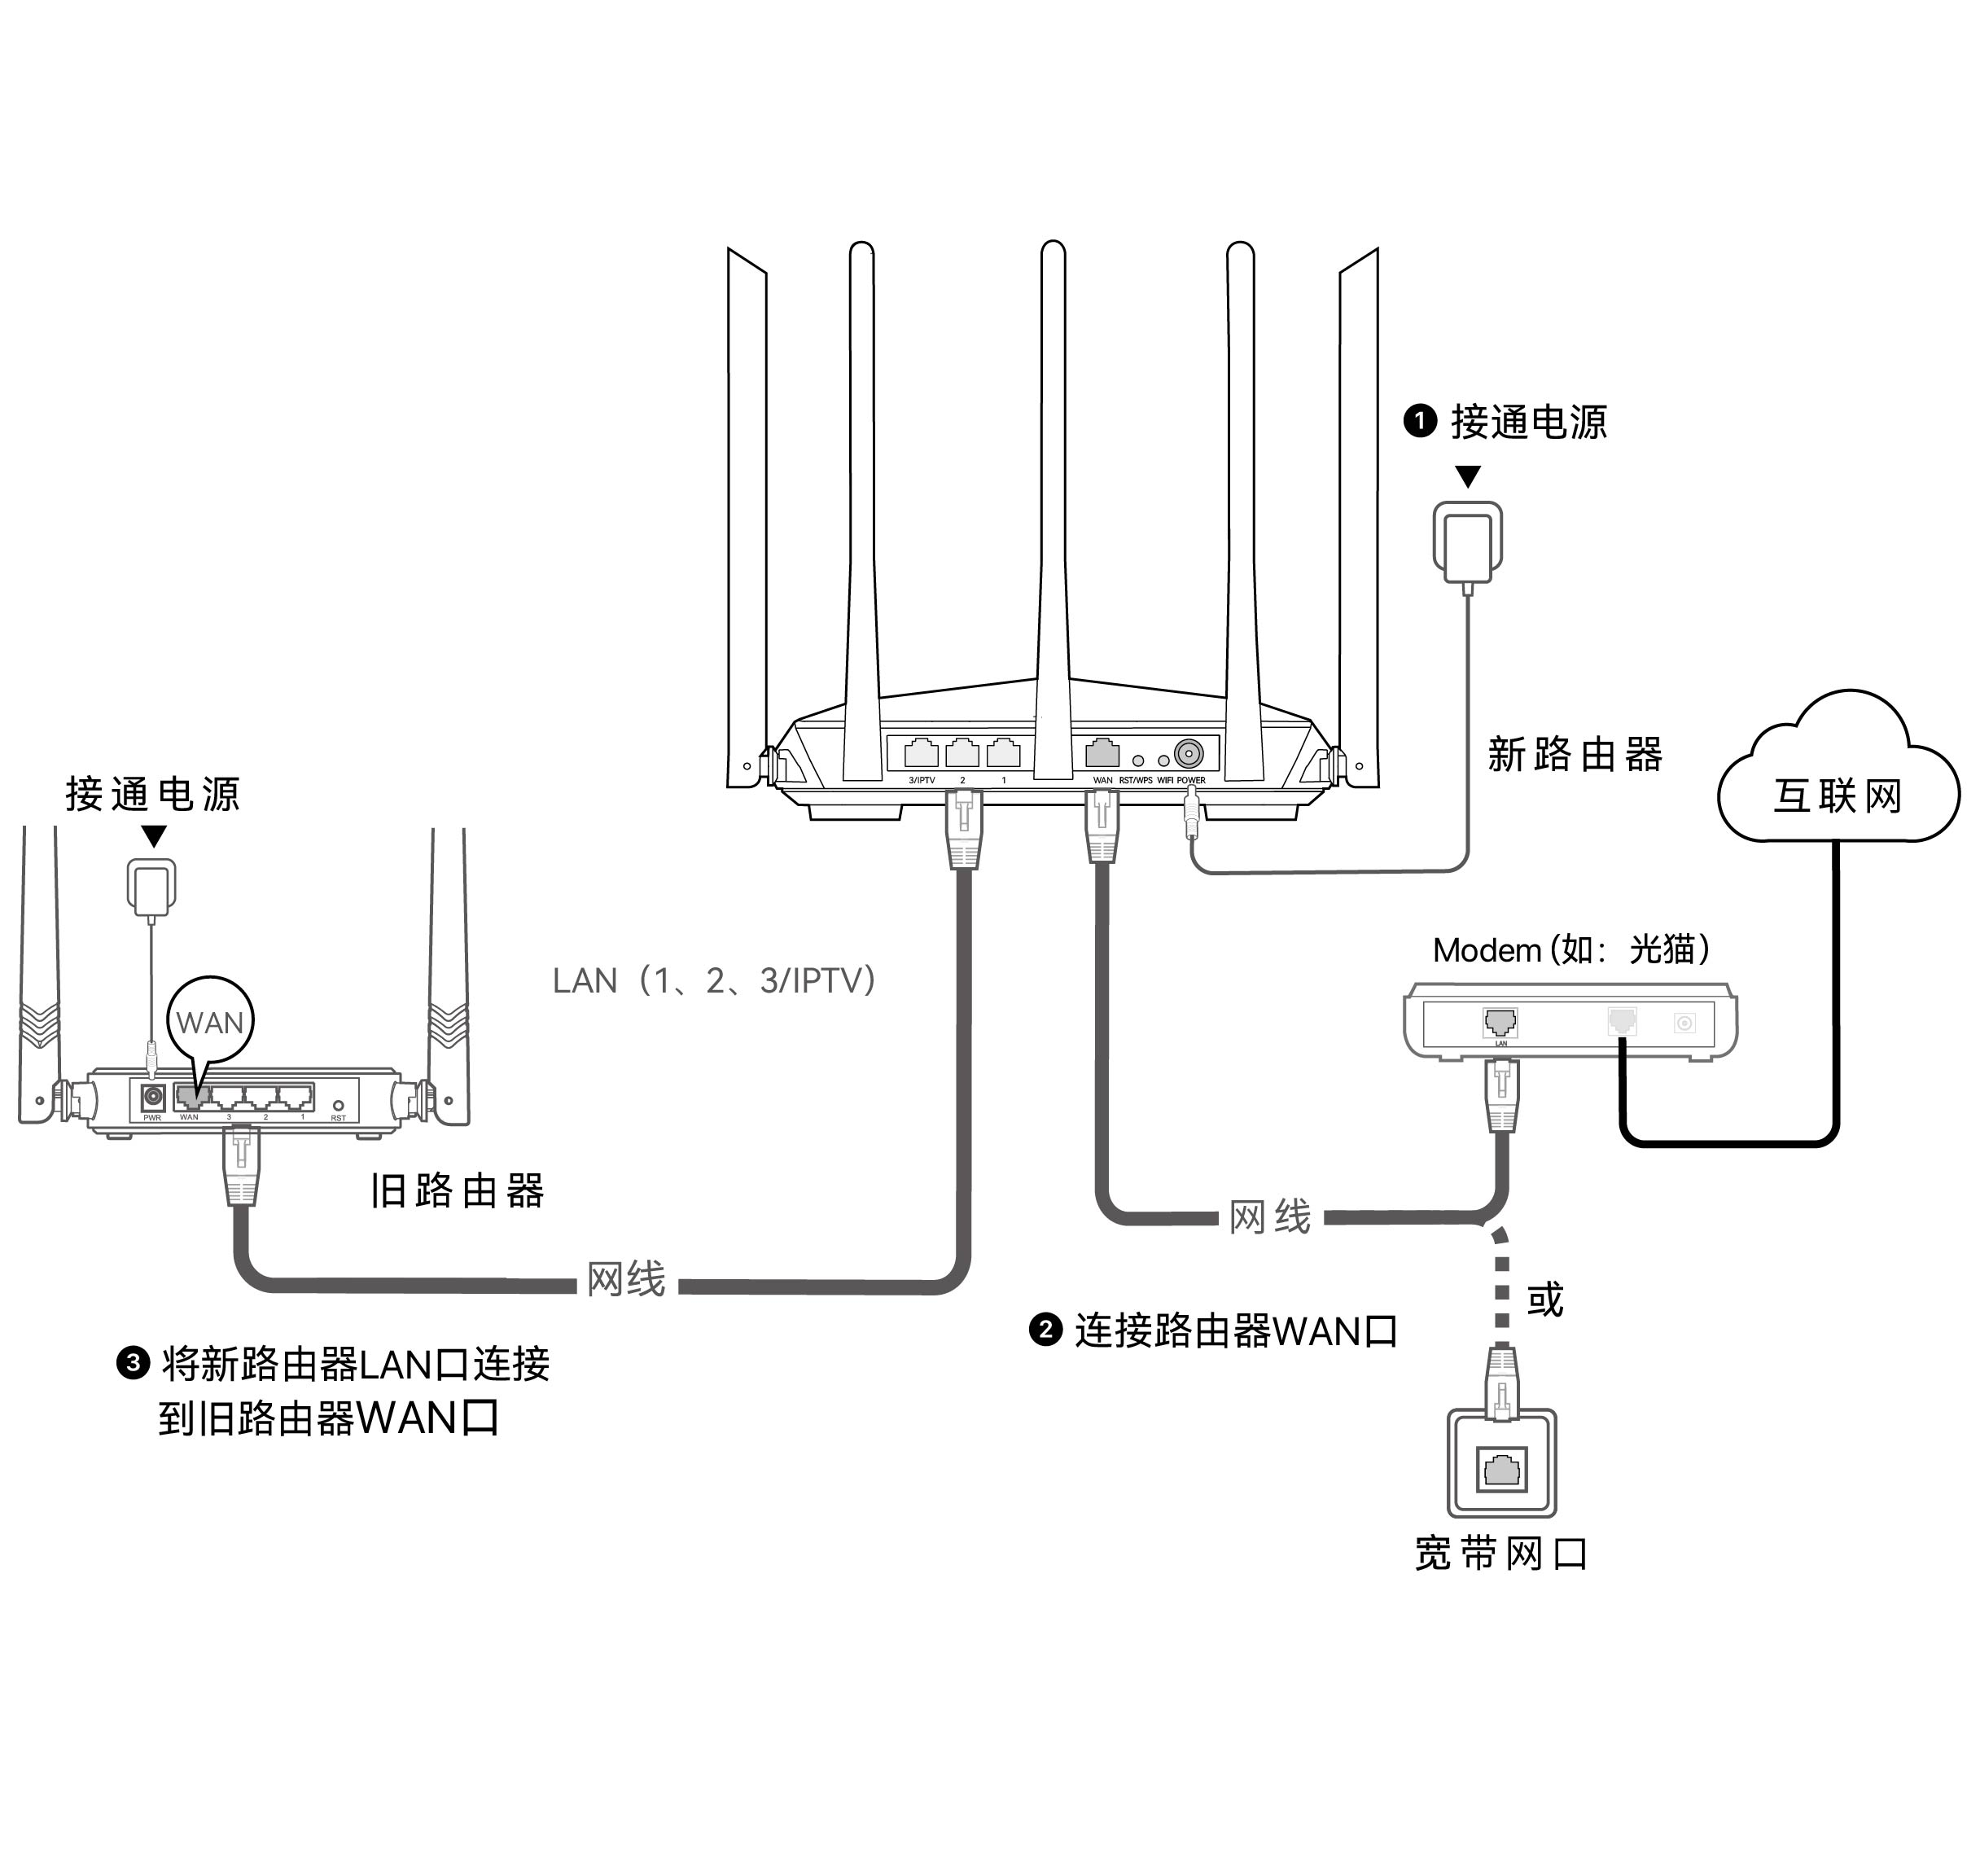 ❶ 接通电源
3/IPTV 2 1 WAN RST/WPS WIFI POWER
新路由器
互联网
接通电源
WAN
LAN（1、2、3/IPTV）
Modem (如：光猫)
LAN
PWR WAN 3 2 1 RST
旧路由器
网线
网线
或
❷ 连接路由器WAN口
❸ 将新路由器LAN口连接
到旧路由器WAN口
宽带网口